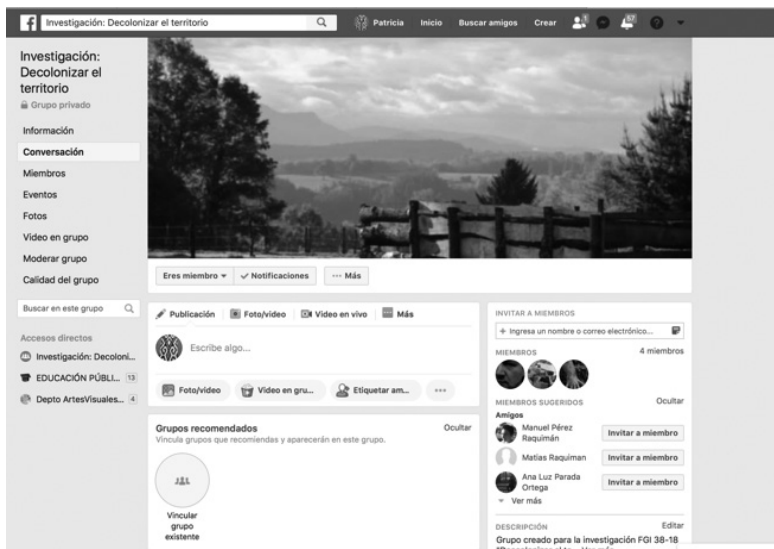 f
Investigación: Decolonizar el territorio
Patricia Inicio Buscar amigos Crear 1 57
Investigación:
Decolonizar el
territorio
Grupo privado
Información
Conversación
Miembros
Eventos
Fotos
Video en grupo
Moderar grupo
Calidad del grupo
Buscar en este grupo
Accesos directos
Investigación: Decoloni...
EDUCACIÓN PÚBLI... 13
Depto ArtesVisuales... 4
Eres miembro Notificaciones ... Más
Publicación Foto/video Video en vivo Más
Escribe algo...
Foto/video Video en gru... Etiquetar am... ...
Grupos recomendados Ocultar
Vincula grupos que recomiendas y aparecerán en este grupo.
Vincular
grupo
existente
INVITAR A MIEMBROS
+ Ingresa un nombre o correo electrónico...
MIEMBROS 4 miembros
MIEMBROS SUGERIDOS Ocultar
Amigos
Manuel Pérez
Raquimán
Invitar a miembro
Matias Raquiman Invitar a miembro
Ana Luz Parada
Ortega
Invitar a miembro
Ver más
DESCRIPCIÓN Editar
Grupo creado para la investigación FGI 38-18